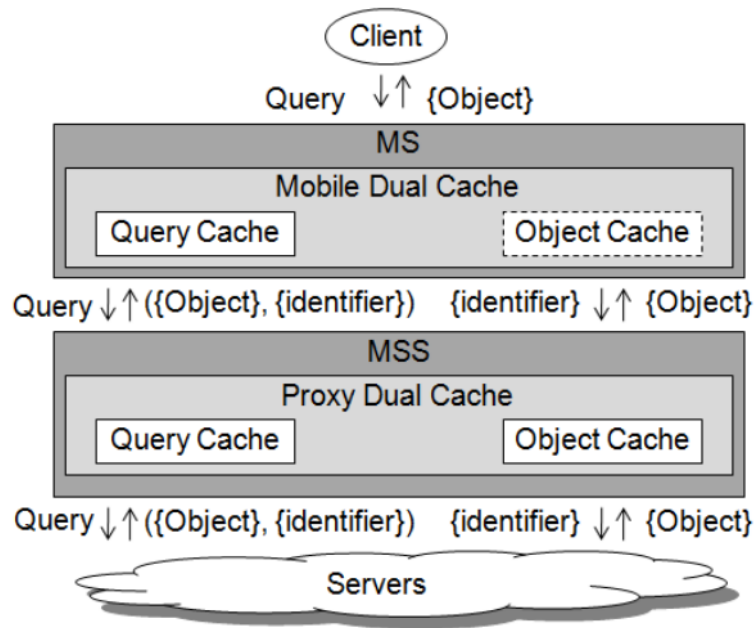 Client
Query {Object}
MS
Mobile Dual Cache
Query Cache Object Cache
Query ({Object}, {identifier}) {identifier} {Object}
MSS
Proxy Dual Cache
Query Cache Object Cache
Query ({Object}, {identifier}) {identifier} {Object}
Servers